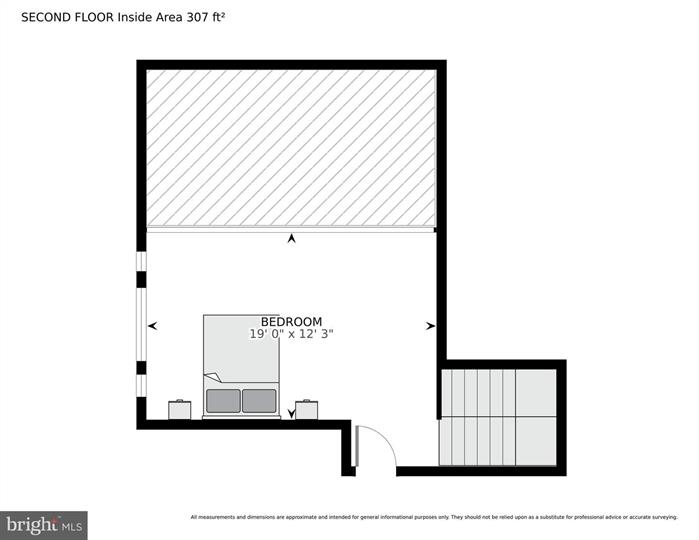 SECOND FLOOR Inside Area 307 ft²
BEDROOM
19' 0" x 12' 3"
All measurements and dimensions are approximate and intended for general informational purposes only. They should not be relied upon as a substitute for professional advice or accurate surveying.
bright MLS